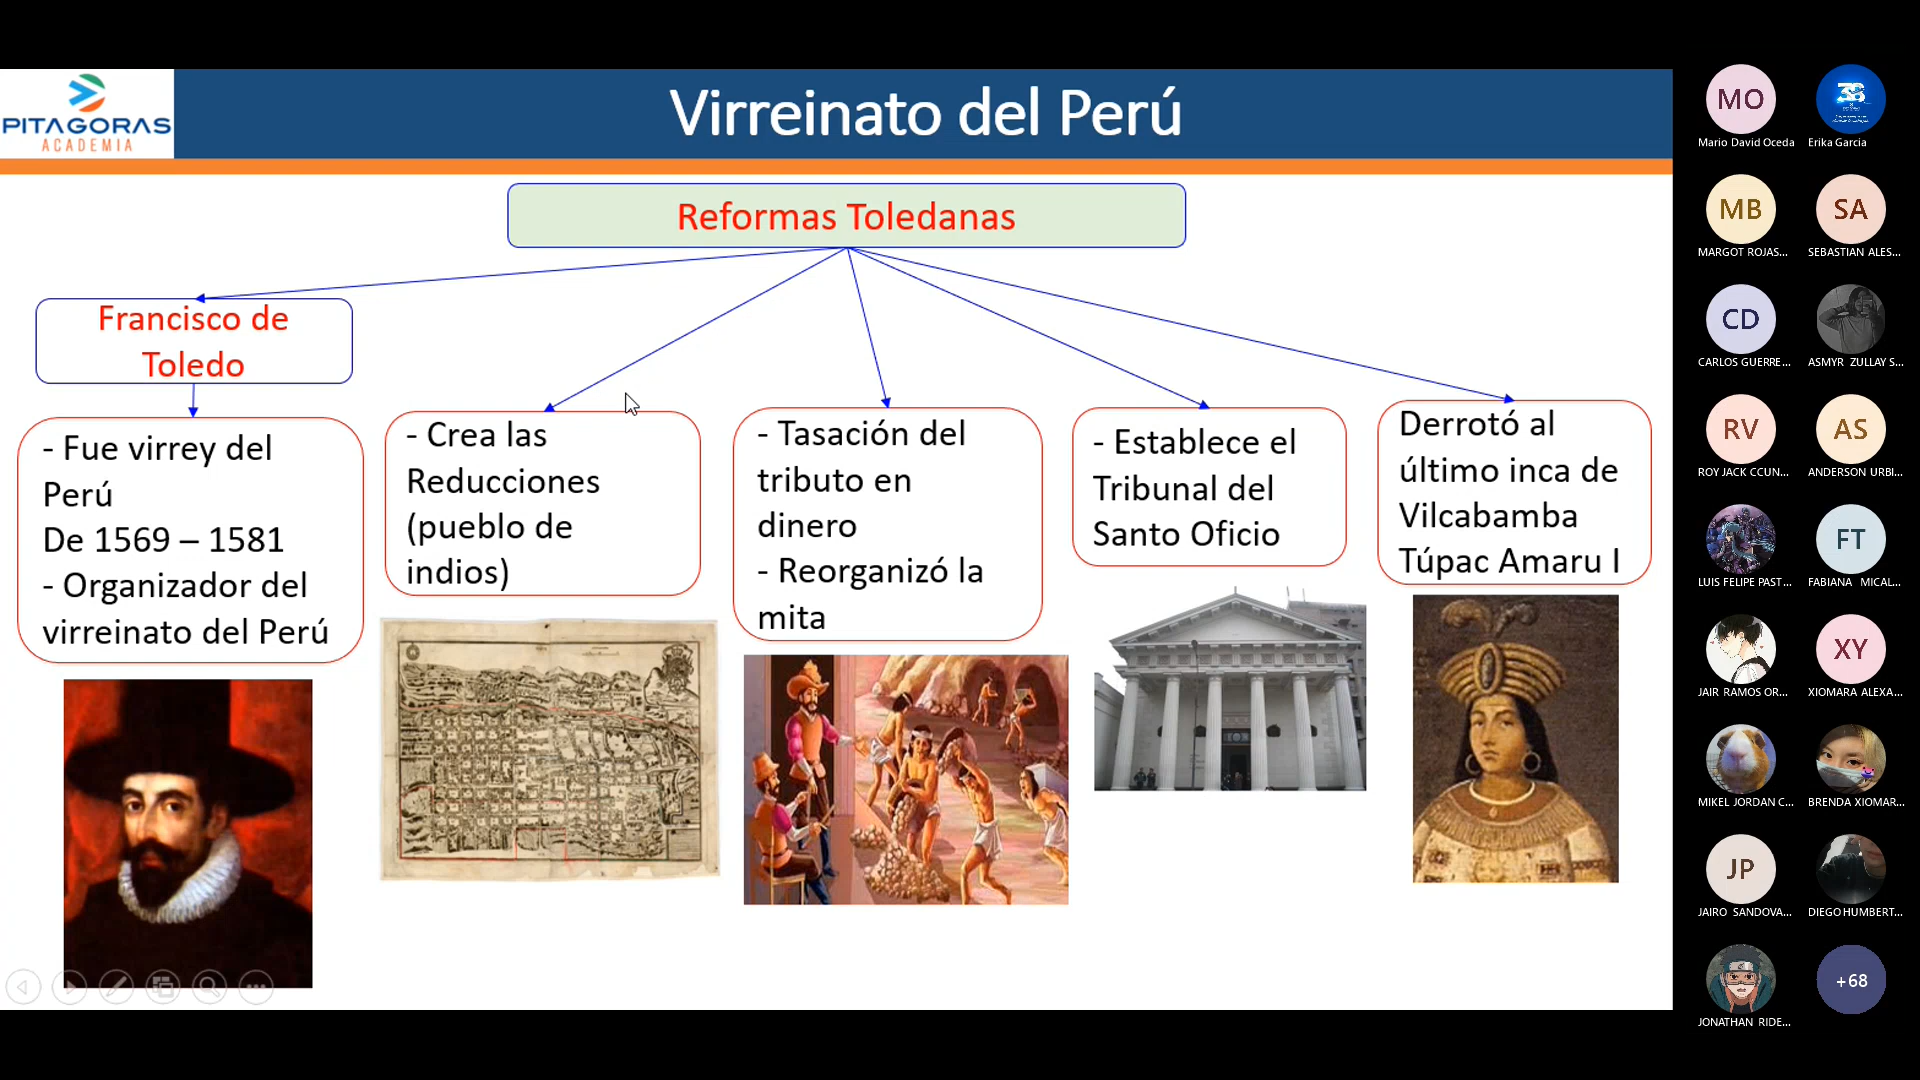 PITAGORAS
ACADEMIA
Virreinato del Perú
Reformas Toledanas
Francisco de
Toledo
- Fue virrey del
Perú
De 1569 – 1581
- Organizador del
virreinato del Perú
- Crea las
Reducciones
(pueblo de
indios)
- Tasación del
tributo en
dinero
- Reorganizó la
mita
- Establece el
Tribunal del
Santo Oficio
Derrotó al
último inca de
Vilcabamba
Túpac Amaru I
MO
Mario David Oceda
Erika Garcia
MB
MARGOT ROJAS...
SA
SEBASTIAN ALES...
CD
CARLOS GUERRE...
ASMYR ZULLAY S...
RV
ROY JACK CCUN...
AS
ANDERSON URBI...
LUIS FELIPE PAST...
FT
FABIANA MICAL...
JAIR RAMOS OR...
XY
XIOMARA ALEXA...
MIKEL JORDAN C...
BRENDA XIOMAR...
JP
JAIRO SANDOVA...
DIEGO HUMBERT...
JONATHAN RIDE...
+68